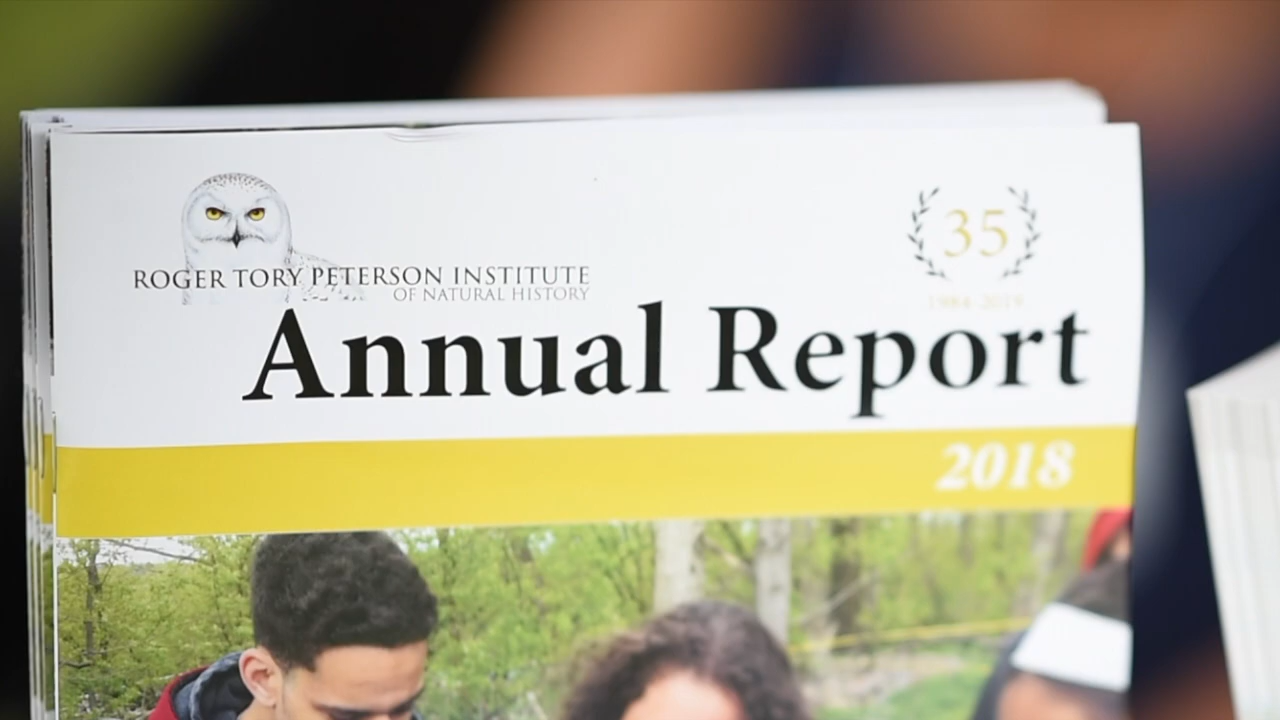 ROGER TORY PETERSON INSTITUTE
OF NATURAL HISTORY
35
1984-2019
Annual Report
2018